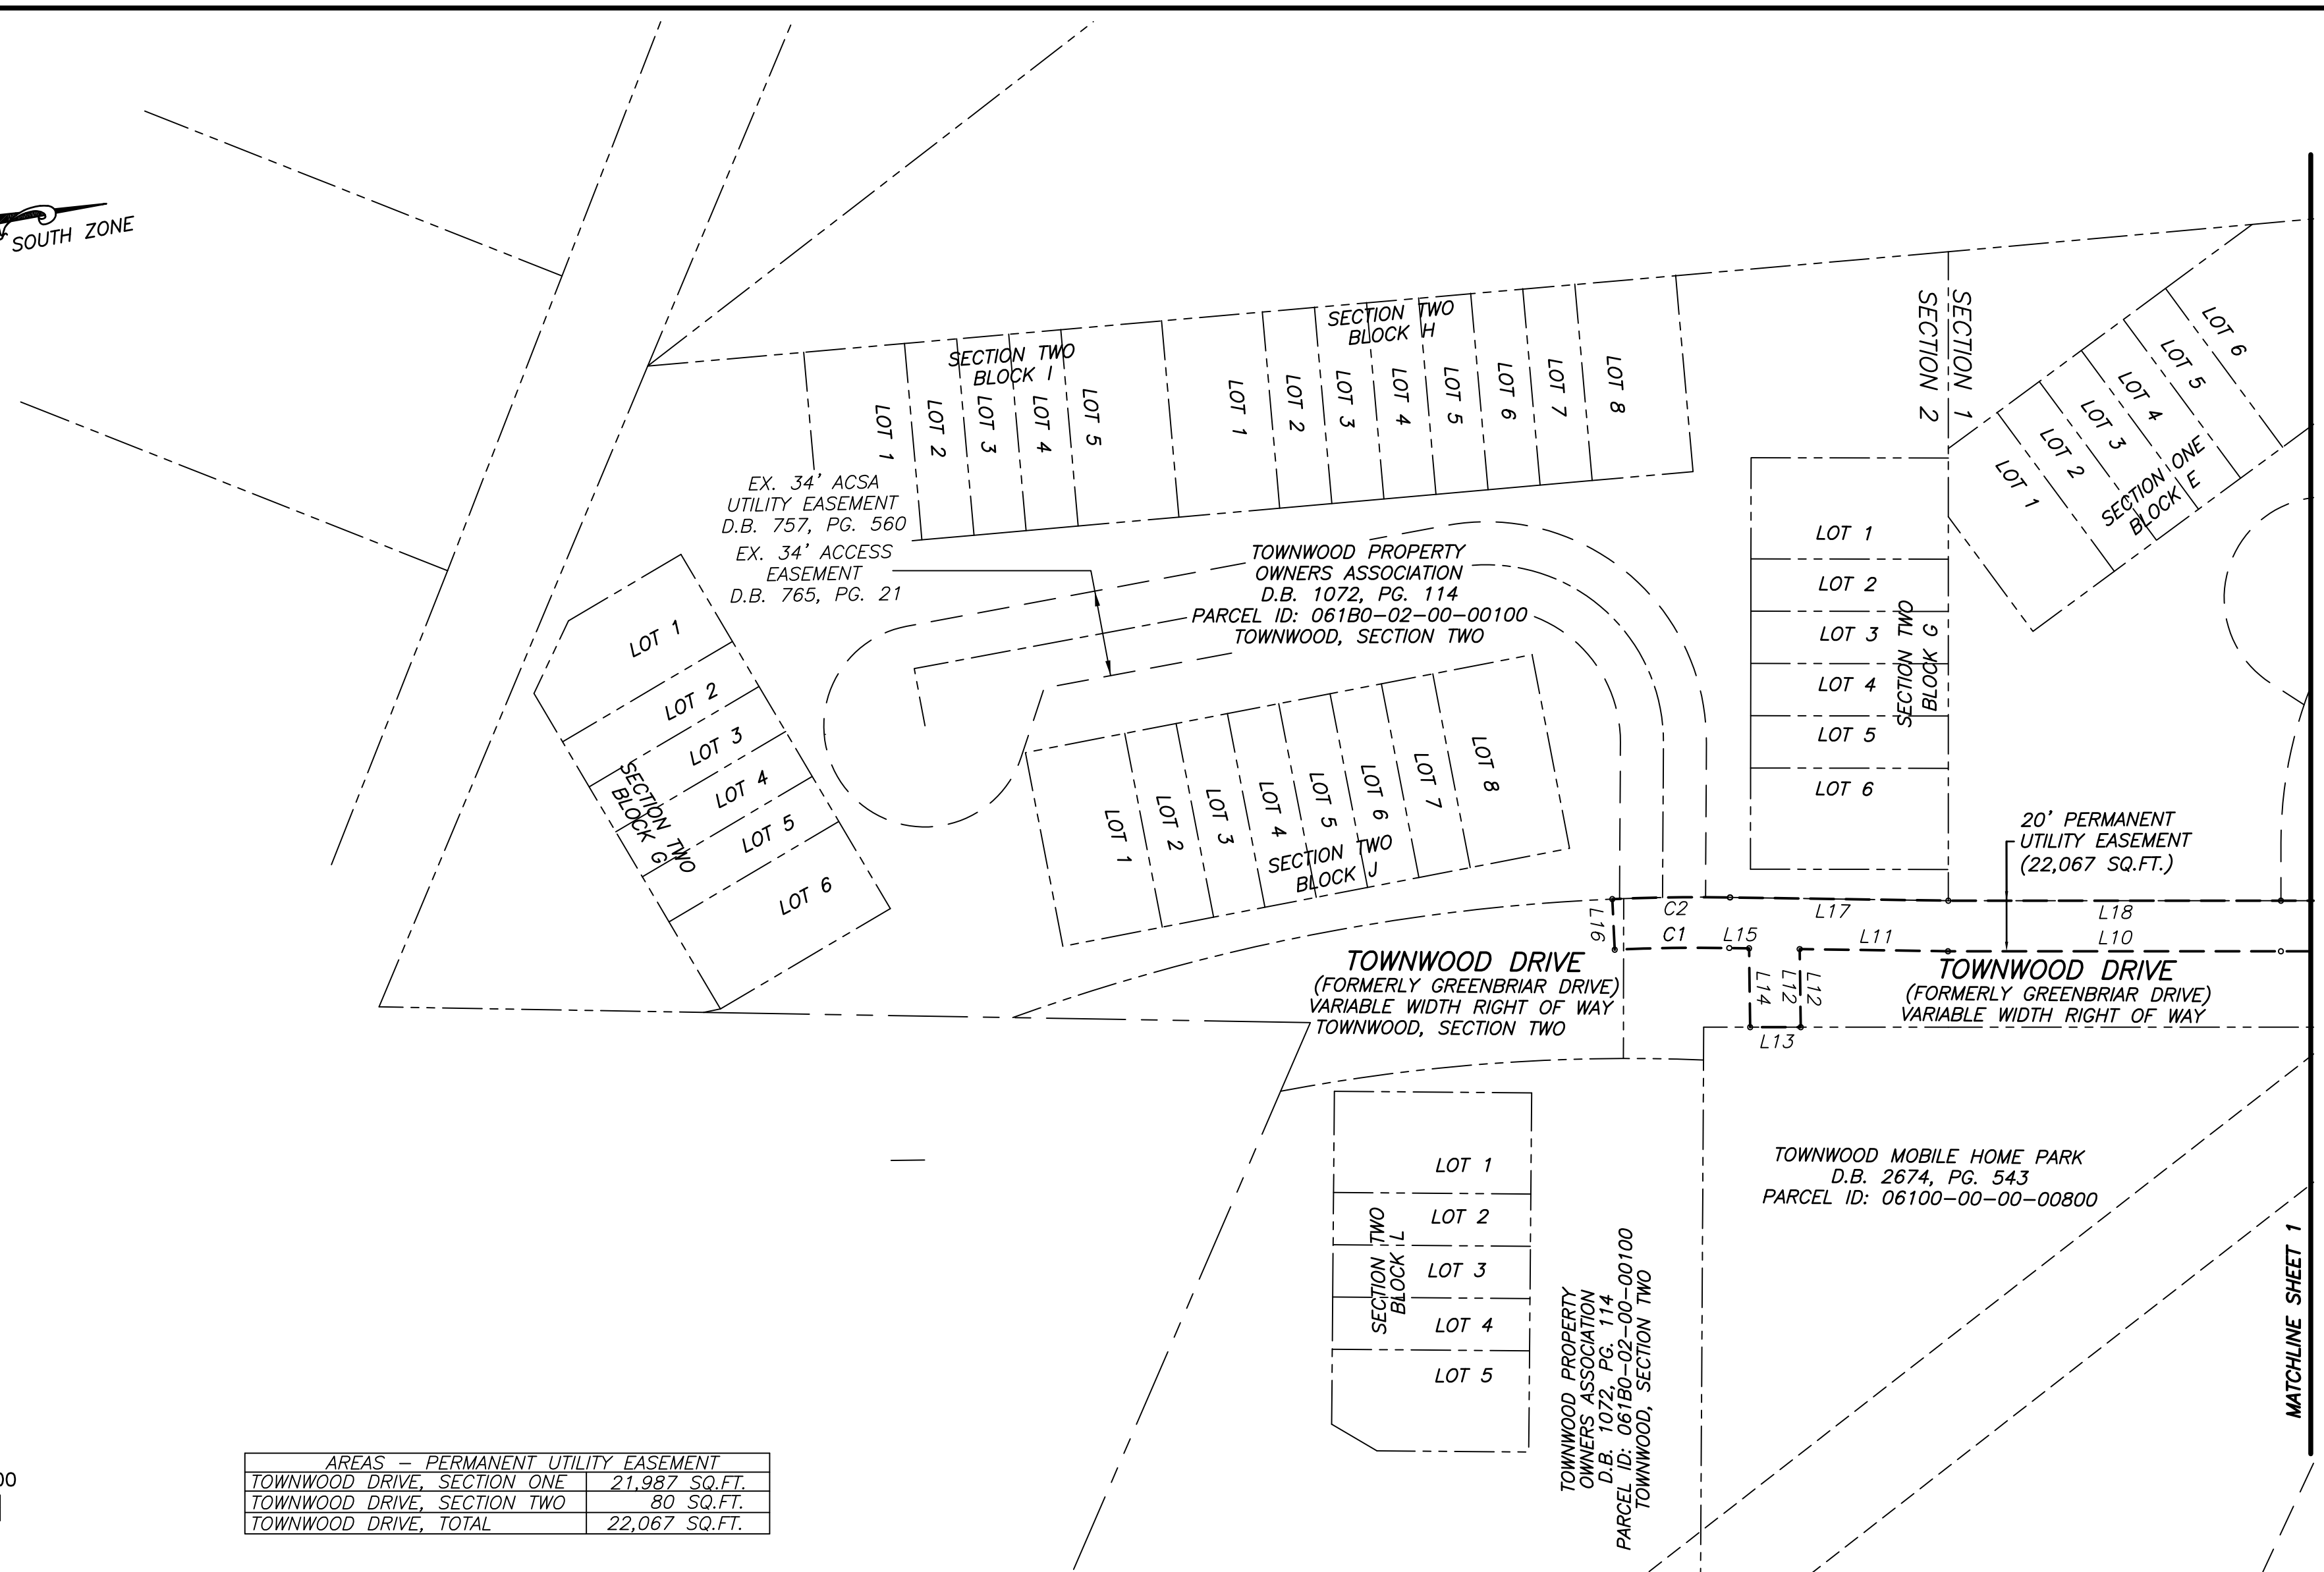 SOUTH ZONE
SECTION TWO
BLOCK I
LOT 1
LOT 2
LOT 3
LOT 4
LOT 5
SECTION TWO
BLOCK H
LOT 1
LOT 2
LOT 3
LOT 4
LOT 5
LOT 6
LOT 7
LOT 8
SECTION 1
SECTION 2
LOT 1
LOT 2
LOT 3
LOT 4
LOT 5
LOT 6
SECTION ONE
BLOCK E
EX. 34' ACSA
UTILITY EASEMENT
D.B. 757, PG. 560
EX. 34' ACCESS
EASEMENT
D.B. 765, PG. 21
TOWNWOOD PROPERTY
OWNERS ASSOCIATION
D.B. 1072, PG. 114
PARCEL ID: 061B0-02-00-00100
TOWNWOOD, SECTION TWO
LOT 1
LOT 2
LOT 3
LOT 4
LOT 5
LOT 6
SECTION TWO
BLOCK G
LOT 1
LOT 2
LOT 3
LOT 4
LOT 5
LOT 6
SECTION TWO
BLOCK G
LOT 1
LOT 2
LOT 3
LOT 4
LOT 5
LOT 6
LOT 7
LOT 8
SECTION TWO
BLOCK J
20' PERMANENT
UTILITY EASEMENT
(22,067 SQ.FT.)
L16
C2
C1
L17
L15
L11
L18
L10
L14
L12
L12
L13
TOWNWOOD DRIVE
(FORMERLY GREENBRIAR DRIVE)
VARIABLE WIDTH RIGHT OF WAY
TOWNWOOD, SECTION TWO
TOWNWOOD DRIVE
(FORMERLY GREENBRIAR DRIVE)
VARIABLE WIDTH RIGHT OF WAY
LOT 1
LOT 2
LOT 3
LOT 4
LOT 5
SECTION TWO
BLOCK L
TOWNWOOD PROPERTY
OWNERS ASSOCIATION
D.B. 1072, PG. 114
PARCEL ID: 061B0-02-00-00100
TOWNWOOD, SECTION TWO
TOWNWOOD MOBILE HOME PARK
D.B. 2674, PG. 543
PARCEL ID: 06100-00-00-00800
MATCHLINE SHEET 1
AREAS - PERMANENT UTILITY EASEMENT
TOWNWOOD DRIVE, SECTION ONE 21,987 SQ.FT.
TOWNWOOD DRIVE, SECTION TWO 80 SQ.FT.
TOWNWOOD DRIVE, TOTAL 22,067 SQ.FT.